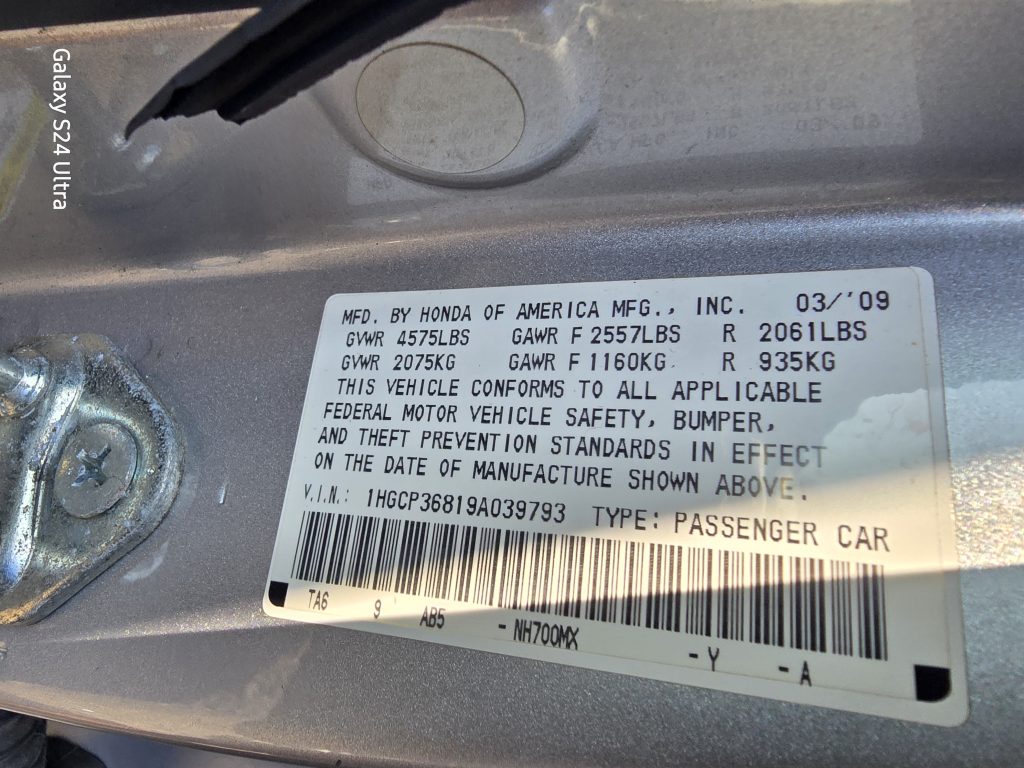 Galaxy S24 Ultra
MFD. BY HONDA OF AMERICA MFG., INC. 03/'09
GVWR 4575LBS GAWR F 2557LBS R 2061LBS
GVWR 2075KG GAWR F 1160KG R 935KG
THIS VEHICLE CONFORMS TO ALL APPLICABLE
FEDERAL MOTOR VEHICLE SAFETY, BUMPER,
AND THEFT PREVENTION STANDARDS IN EFFECT
ON THE DATE OF MANUFACTURE SHOWN ABOVE.
V.I.N.: 1HGCP36819A039793 TYPE: PASSENGER CAR
TA6 9 AB5 - NH700MX - Y - A